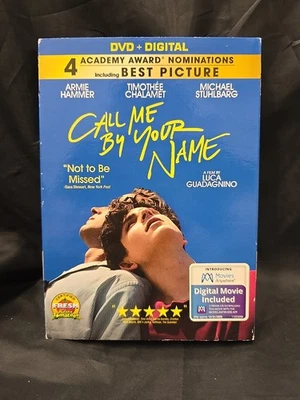 DVD + DIGITAL
4 ACADEMY AWARD® NOMINATIONS
Including BEST PICTURE
ARMIE HAMMER
TIMOTHÉE CHALAMET
MICHAEL STUHLBARG
CALL ME
BY YOUR
NAME
"Not to Be
Missed"
A FILM BY
LUCA
GUADAGNINO
INTRODUCING
Movies
Anywhere
Digital Movie
Included
FRESH